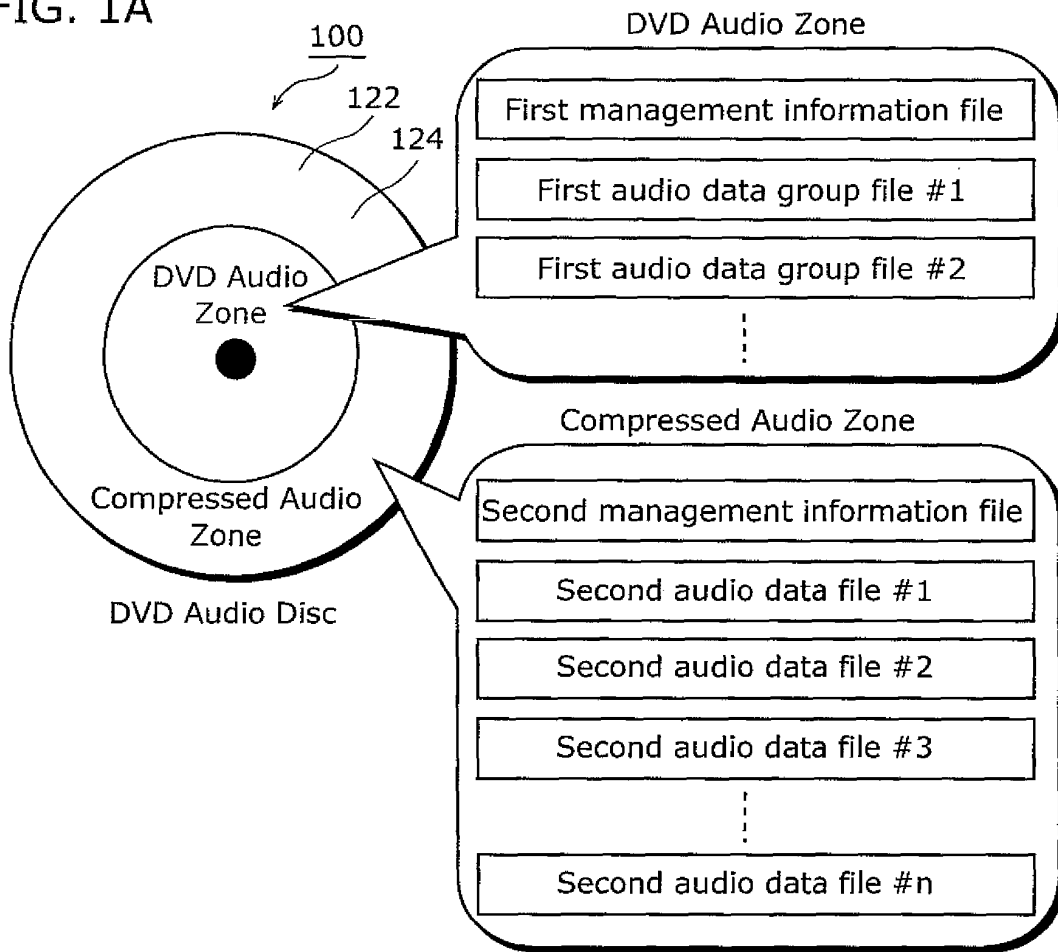 FIG. 1A
100
122
124
DVD Audio
Zone
Compressed Audio
Zone
DVD Audio Disc
DVD Audio Zone
First management information file
First audio data group file #1
First audio data group file #2
Compressed Audio Zone
Second management information file
Second audio data file #1
Second audio data file #2
Second audio data file #3
Second audio data file #n